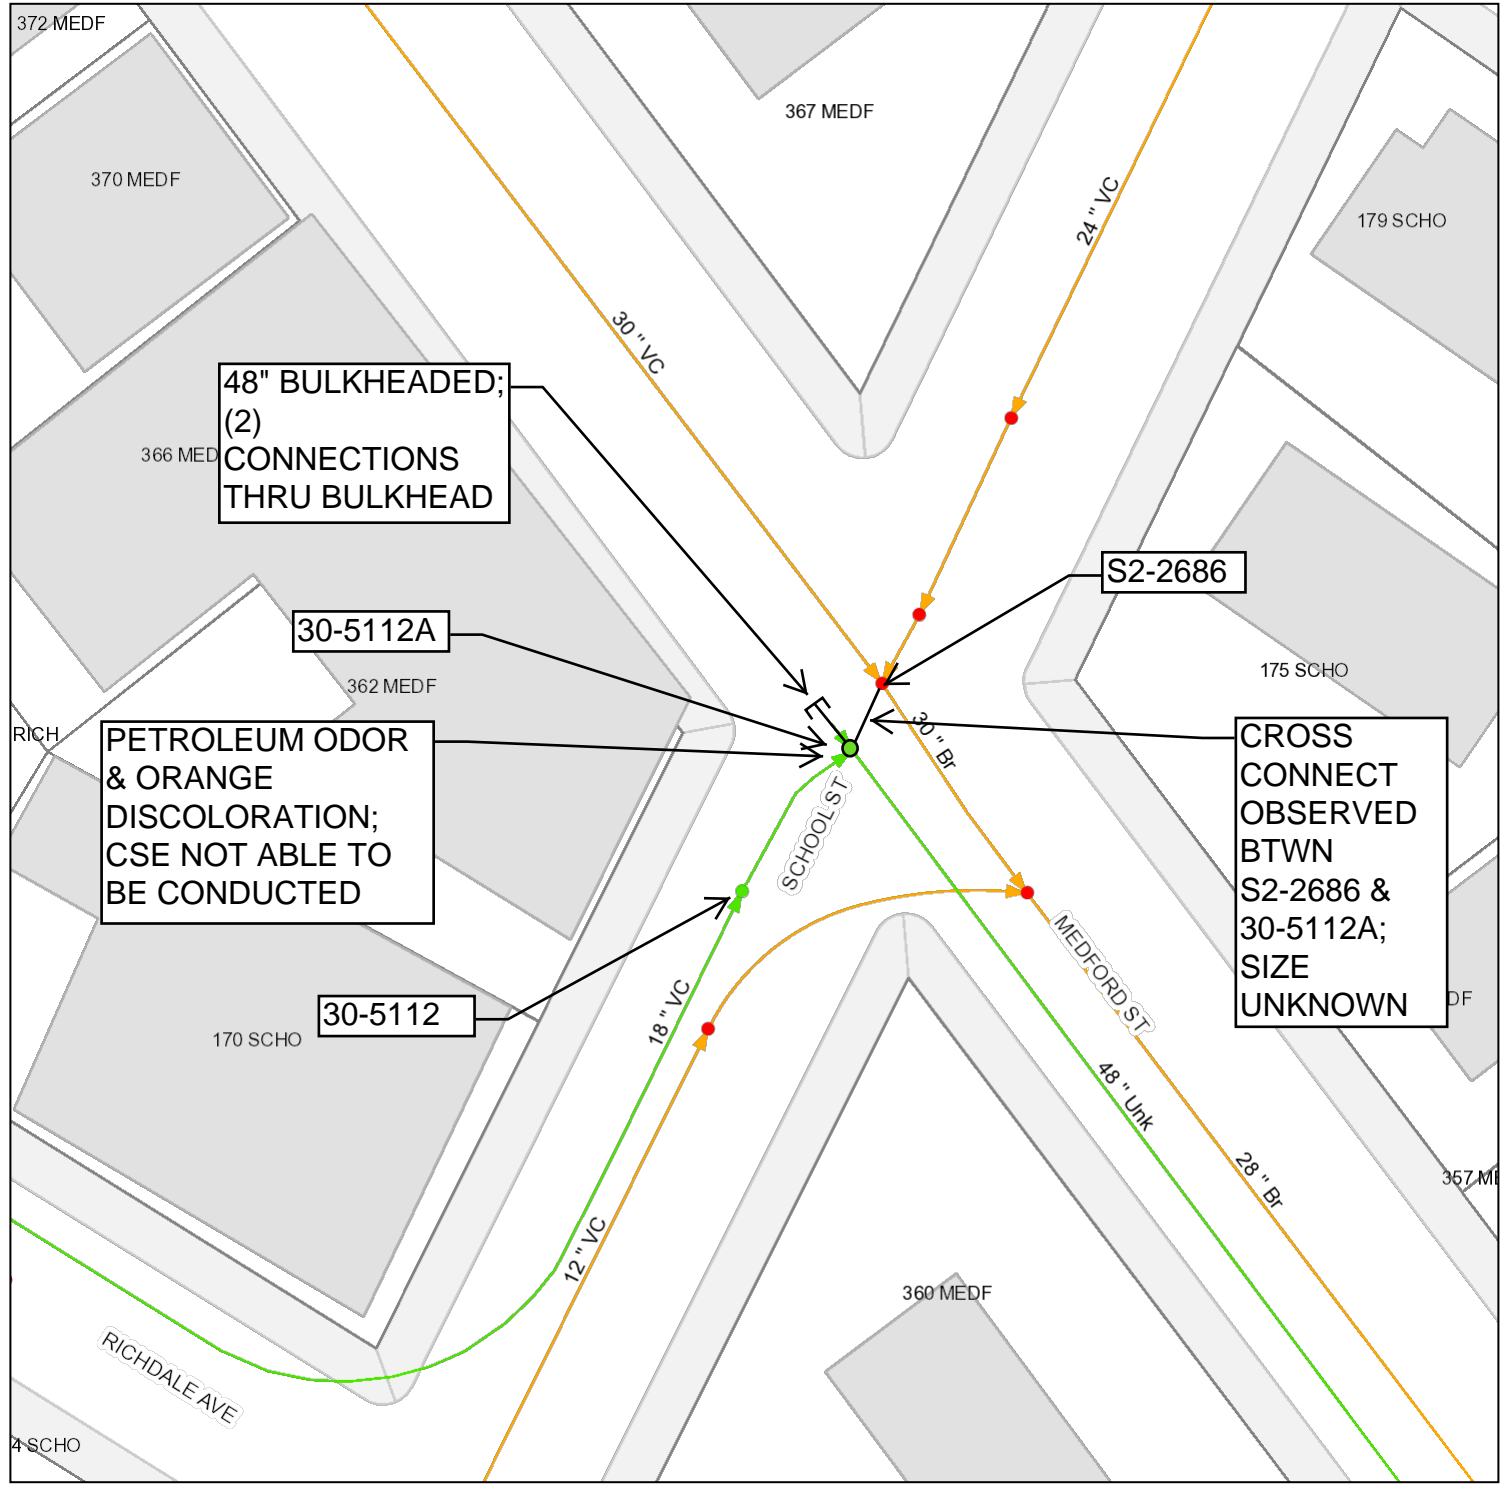 372 MEDF
367 MEDF
370 MEDF
24 " VC
179 SCHO
30 " VC
48" BULKHEADED;
(2)
CONNECTIONS
THRU BULKHEAD
366 MED
S2-2686
30-5112A
362 MEDF
175 SCHO
RICH
PETROLEUM ODOR
& ORANGE
DISCOLORATION;
CSE NOT ABLE TO
BE CONDUCTED
30 " Br
CROSS
CONNECT
OBSERVED
BTWN
S2-2686 &
30-5112A;
SIZE
UNKNOWN
SCHOOL ST
MEDFORD ST
DF
18 " VC
30-5112
170 SCHO
48 " Unk
28 " Br
357 ME
12 " VC
360 MEDF
RICHDALE AVE
4 SCHO